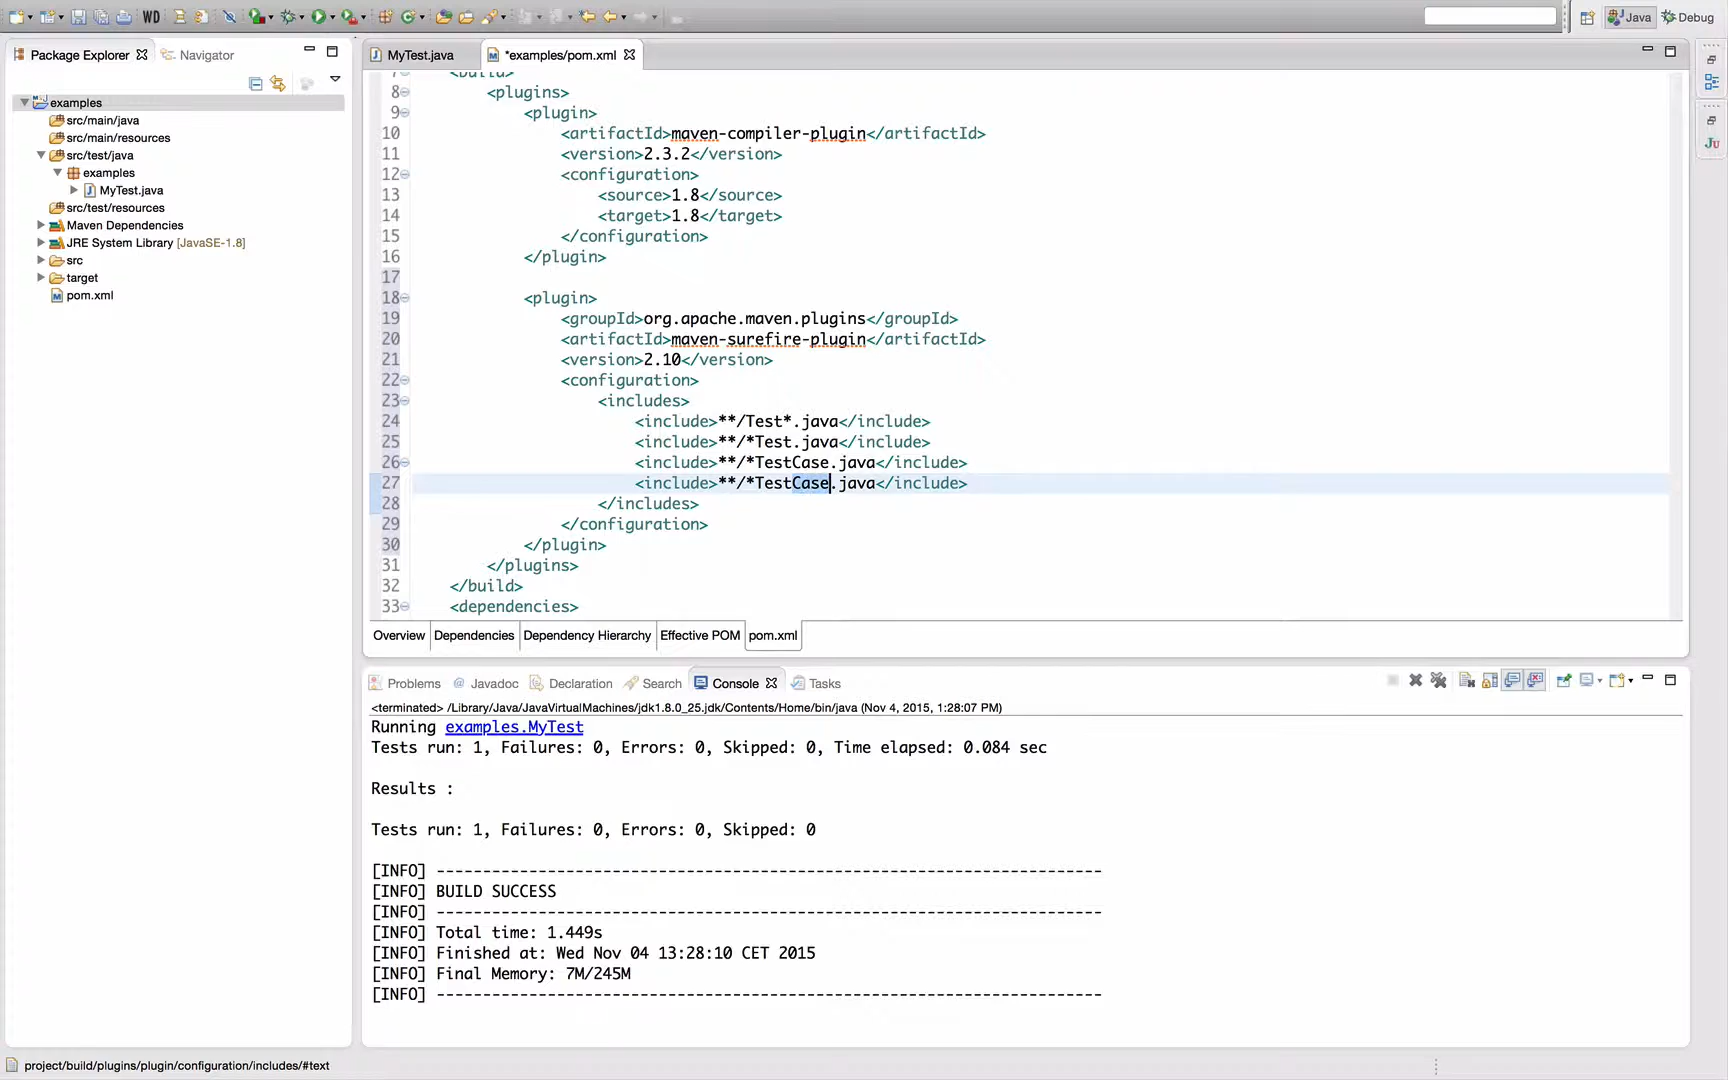 WD
Java
Debug
Package Explorer
Navigator
examples
src/main/java
src/main/resources
src/test/java
examples
MyTest.java
src/test/resources
Maven Dependencies
JRE System Library [JavaSE-1.8]
src
target
pom.xml
MyTest.java
*examples/pom.xml
7 <build>
8 <plugins>
9 <plugin>
10 <artifactId>maven-compiler-plugin</artifactId>
11 <version>2.3.2</version>
12 <configuration>
13 <source>1.8</source>
14 <target>1.8</target>
15 </configuration>
16 </plugin>
17
18 <plugin>
19 <groupId>org.apache.maven.plugins</groupId>
20 <artifactId>maven-surefire-plugin</artifactId>
21 <version>2.10</version>
22 <configuration>
23 <includes>
24 <include>**/Test*.java</include>
25 <include>**/*Test.java</include>
26 <include>**/*TestCase.java</include>
27 <include>**/*TestCase.java</include>
28 </includes>
29 </configuration>
30 </plugin>
31 </plugins>
32 </build>
33 <dependencies>
Overview Dependencies Dependency Hierarchy Effective POM pom.xml
Problems @ Javadoc Declaration Search Console Tasks
<terminated> /Library/Java/JavaVirtualMachines/jdk1.8.0_25.jdk/Contents/Home/bin/java (Nov 4, 2015, 1:28:07 PM)
Running examples.MyTest
Tests run: 1, Failures: 0, Errors: 0, Skipped: 0, Time elapsed: 0.084 sec
Results :
Tests run: 1, Failures: 0, Errors: 0, Skipped: 0
[INFO] ------------------------------------------------------------------------
[INFO] BUILD SUCCESS
[INFO] ------------------------------------------------------------------------
[INFO] Total time: 1.449s
[INFO] Finished at: Wed Nov 04 13:28:10 CET 2015
[INFO] Final Memory: 7M/245M
[INFO] ------------------------------------------------------------------------
project/build/plugins/plugin/configuration/includes/#text
JU